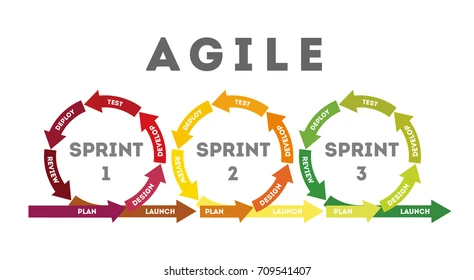 AGILE
SPRINT
1
PLAN
DESIGN
DEVELOP
TEST
DEPLOY
REVIEW
LAUNCH
SPRINT
2
PLAN
DESIGN
DEVELOP
TEST
DEPLOY
REVIEW
LAUNCH
SPRINT
3
PLAN
DESIGN
DEVELOP
TEST
DEPLOY
REVIEW
LAUNCH
shutterstock.com · 709541407